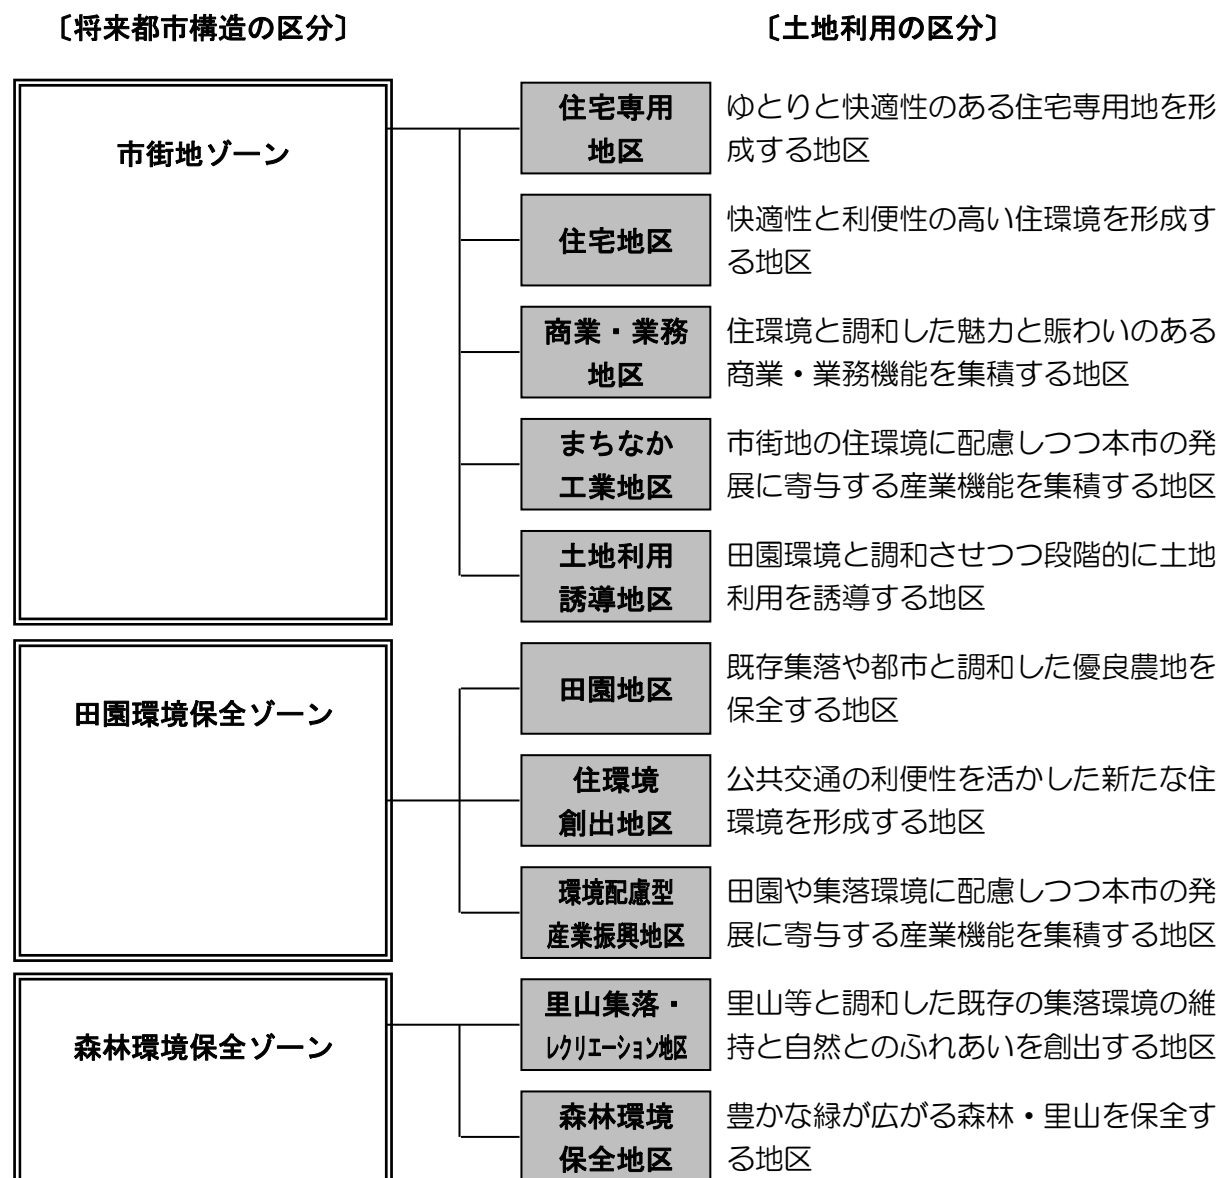 〔将来都市構造の区分〕
〔土地利用の区分〕
市街地ゾーン
住宅専用
地区
ゆとりと快適性のある住宅専用地を形
成する地区
住宅地区
快適性と利便性の高い住環境を形成す
る地区
商業・業務
地区
住環境と調和した魅力と賑わいのある
商業・業務機能を集積する地区
まちなか
工業地区
市街地の住環境に配慮しつつ本市の発
展に寄与する産業機能を集積する地区
土地利用
誘導地区
田園環境と調和させつつ段階的に土地
利用を誘導する地区
田園環境保全ゾーン
田園地区
既存集落や都市と調和した優良農地を
保全する地区
住環境
創出地区
公共交通の利便性を活かした新たな住
環境を形成する地区
環境配慮型
産業振興地区
田園や集落環境に配慮しつつ本市の発
展に寄与する産業機能を集積する地区
森林環境保全ゾーン
里山集落・
レクリエーション地区
里山等と調和した既存の集落環境の維
持と自然とのふれあいを創出する地区
森林環境
保全地区
豊かな緑が広がる森林・里山を保全す
る地区